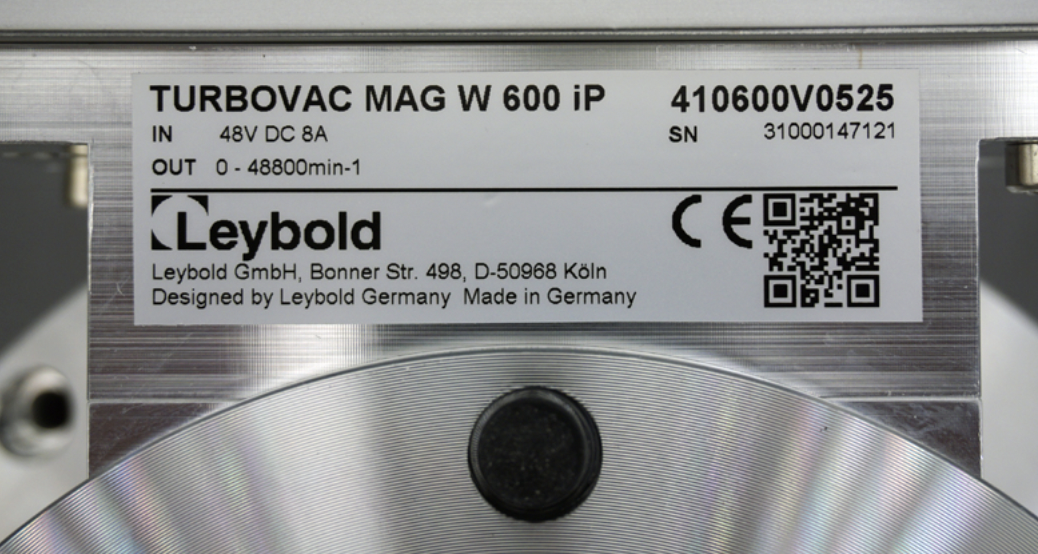 TURBOVAC MAG W 600 iP 410600V0525
IN 48V DC 8A SN 31000147121
OUT 0 - 48800min-1
Leybold CE
Leybold GmbH, Bonner Str. 498, D-50968 Köln
Designed by Leybold Germany Made in Germany